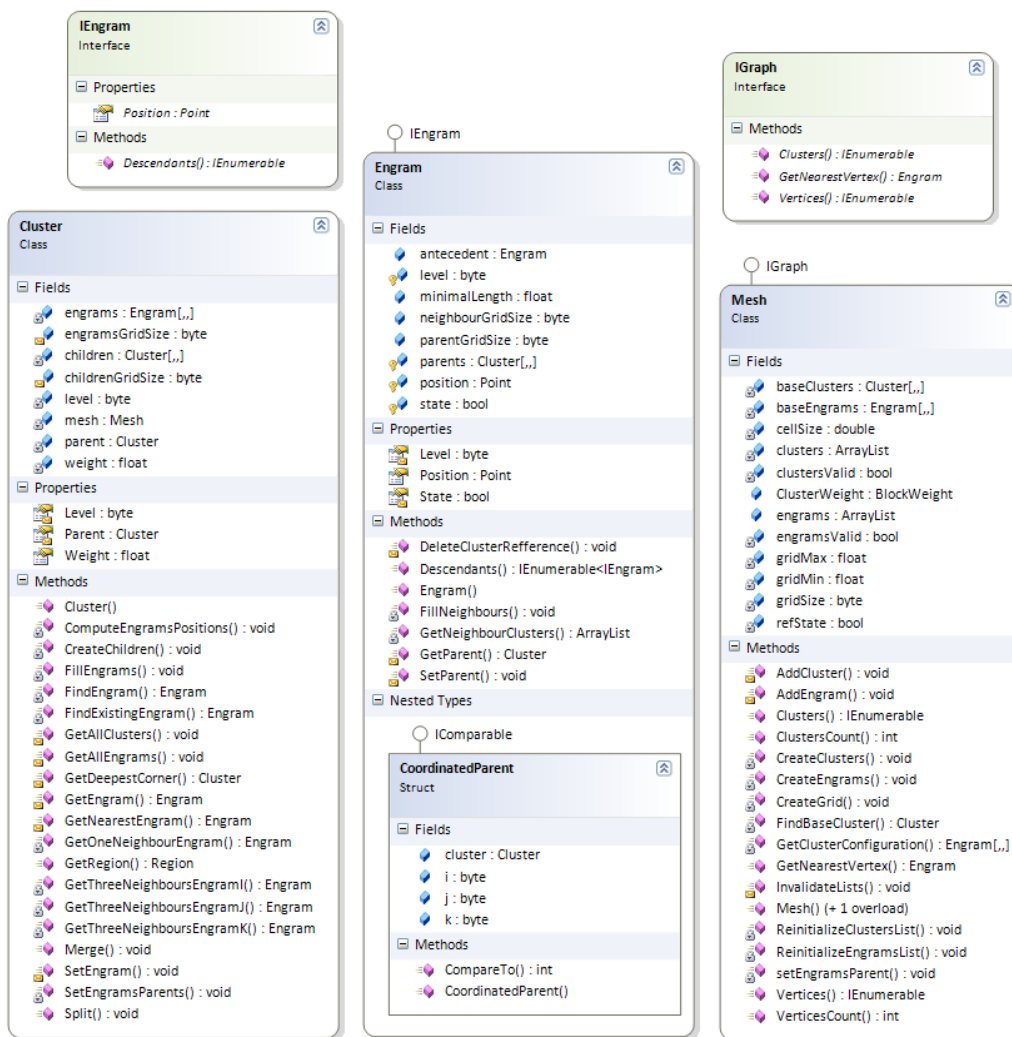 IEngram
Interface
Properties
Position : Point
Methods
Descendants() : IEnumerable
Cluster
Class
Fields
engrams : Engram[,,]
engramsGridSize : byte
children : Cluster[,,]
childrenGridSize : byte
level : byte
mesh : Mesh
parent : Cluster
weight : float
Properties
Level : byte
Parent : Cluster
Weight : float
Methods
Cluster()
ComputeEngramsPositions() : void
CreateChildren() : void
FillEngrams() : void
FindEngram() : Engram
FindExistingEngram() : Engram
GetAllClusters() : void
GetAllEngrams() : void
GetDeepestCorner() : Cluster
GetEngram() : Engram
GetNearestEngram() : Engram
GetOneNeighbourEngram() : Engram
GetRegion() : Region
GetThreeNeighboursEngramI() : Engram
GetThreeNeighboursEngramJ() : Engram
GetThreeNeighboursEngramK() : Engram
Merge() : void
SetEngram() : void
SetEngramsParents() : void
Split() : void
IEngram
Engram
Class
Fields
antecedent : Engram
level : byte
minimalLength : float
neighbourGridSize : byte
parentGridSize : byte
parents : Cluster[,,]
position : Point
state : bool
Properties
Level : byte
Position : Point
State : bool
Methods
DeleteClusterRefference() : void
Descendants() : IEnumerable<IEngram>
Engram()
FillNeighbours() : void
GetNeighbourClusters() : ArrayList
GetParent() : Cluster
SetParent() : void
Nested Types
IComparable
CoordinatedParent
Struct
Fields
cluster : Cluster
i : byte
j : byte
k : byte
Methods
CompareTo() : int
CoordinatedParent()
IGraph
Interface
Methods
Clusters() : IEnumerable
GetNearestVertex() : Engram
Vertices() : IEnumerable
IGraph
Mesh
Class
Fields
baseClusters : Cluster[,,]
baseEngrams : Engram[,,]
cellSize : double
clusters : ArrayList
clustersValid : bool
ClusterWeight : BlockWeight
engrams : ArrayList
engramsValid : bool
gridMax : float
gridMin : float
gridSize : byte
refState : bool
Methods
AddCluster() : void
AddEngram() : void
Clusters() : IEnumerable
ClustersCount() : int
CreateClusters() : void
CreateEngrams() : void
CreateGrid() : void
FindBaseCluster() : Cluster
GetClusterConfiguration() : Engram[,,]
GetNearestVertex() : Engram
InvalidateLists() : void
Mesh() (+ 1 overload)
ReinitializeClustersList() : void
ReinitializeEngramsList() : void
setEngramsParent() : void
Vertices() : IEnumerable
VerticesCount() : int